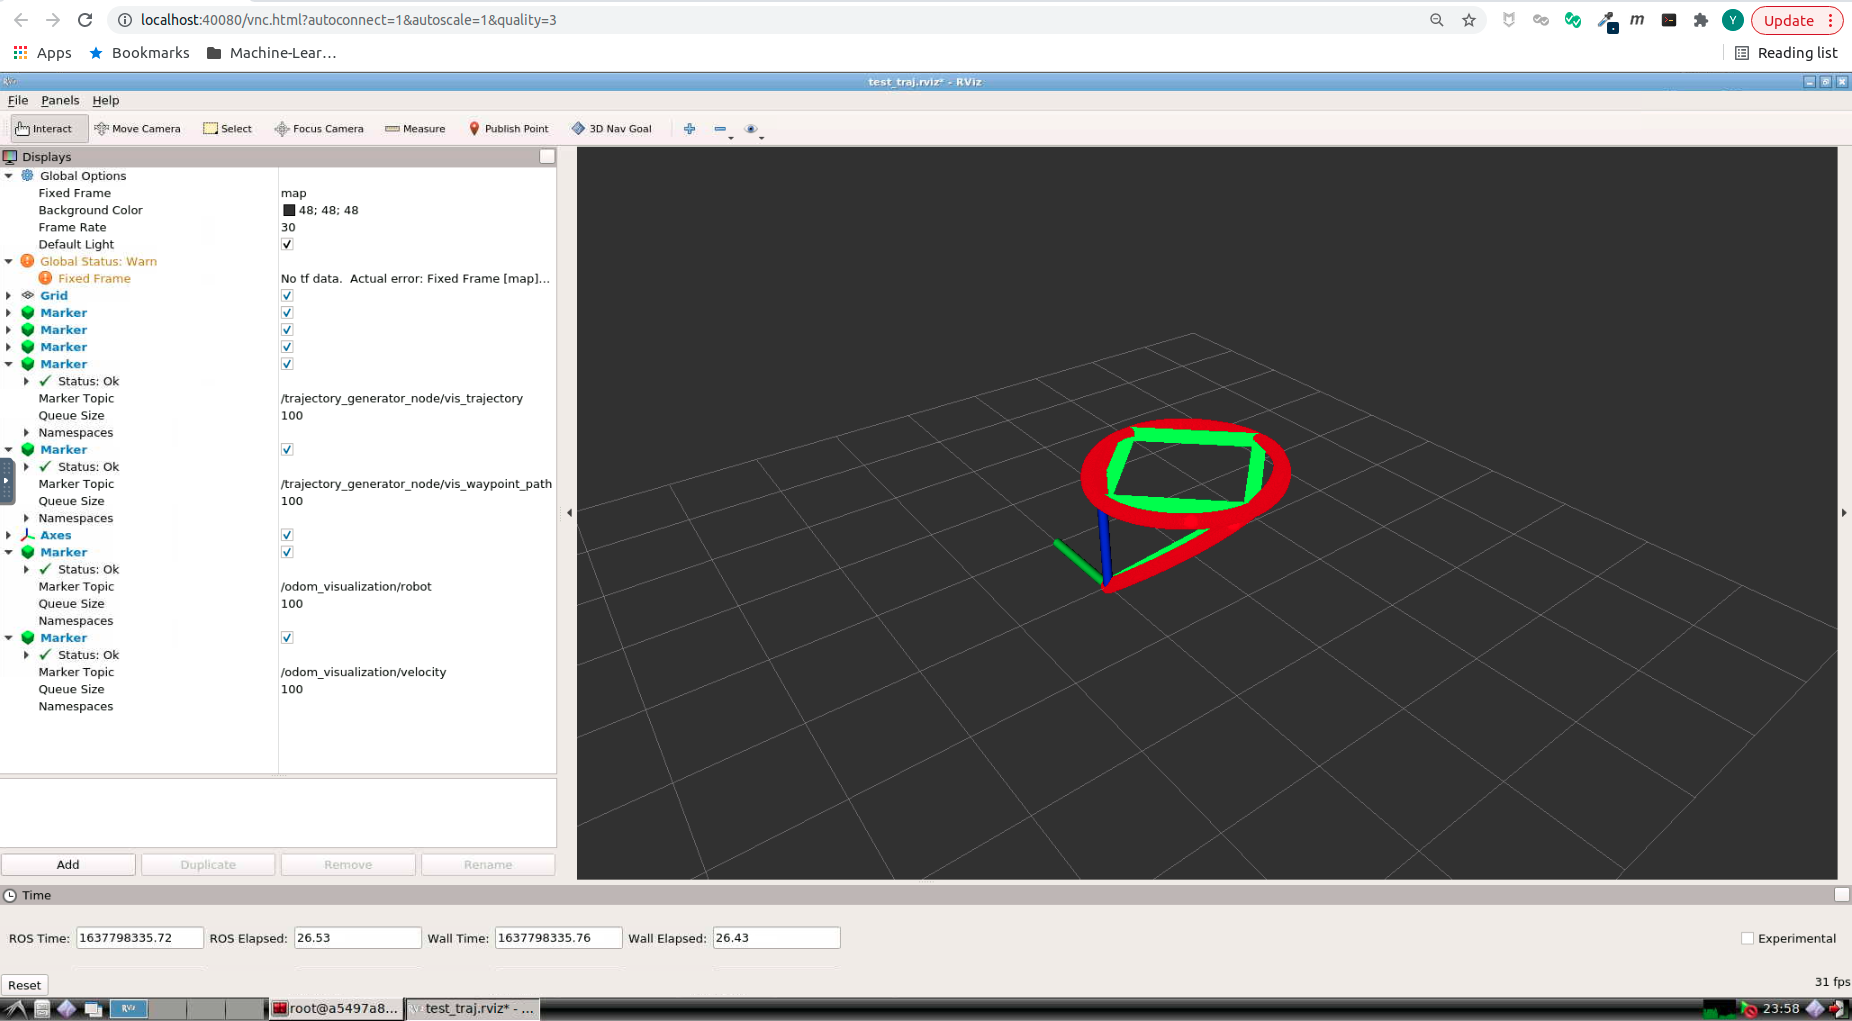 localhost:40080/vnc.html?autoconnect=1&autoscale=1&quality=3
m
Y
Update
Apps
Bookmarks
Machine-Lear…
Reading list
test_traj.rviz* - RViz
File Panels Help
Interact Move Camera Select Focus Camera Measure Publish Point 3D Nav Goal
Displays
Global Options
Fixed Frame map
Background Color 48; 48; 48
Frame Rate 30
Default Light
Global Status: Warn
Fixed Frame No tf data.  Actual error: Fixed Frame [map]...
Grid
Marker
Marker
Marker
Marker
Status: Ok
Marker Topic /trajectory_generator_node/vis_trajectory
Queue Size 100
Namespaces
Marker
Status: Ok
Marker Topic /trajectory_generator_node/vis_waypoint_path
Queue Size 100
Namespaces
Axes
Marker
Status: Ok
Marker Topic /odom_visualization/robot
Queue Size 100
Namespaces
Marker
Status: Ok
Marker Topic /odom_visualization/velocity
Queue Size 100
Namespaces
Add Duplicate Remove Rename
Time
ROS Time: 1637798335.72 ROS Elapsed: 26.53 Wall Time: 1637798335.76 Wall Elapsed: 26.43 Experimental
Reset 31 fps
RViz root@a5497a8... test_traj.rviz* - ... 23:58